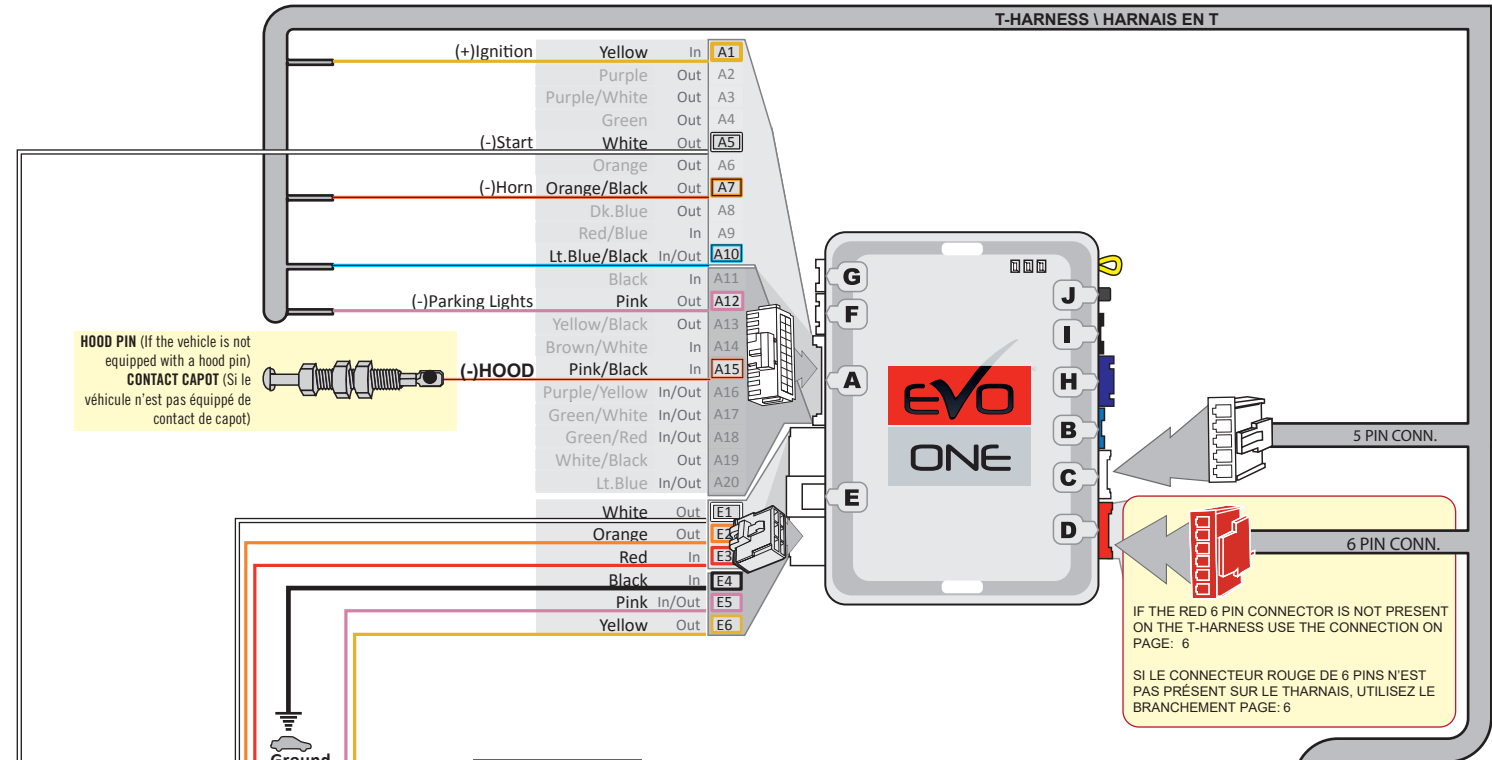 T-HARNESS \ HARNAIS EN T
(+)Ignition Yellow In A1
Purple Out A2
Purple/White Out A3
Green Out A4
(-)Start White Out A5
Orange Out A6
(-)Horn Orange/Black Out A7
Dk.Blue Out A8
Red/Blue In A9
Lt.Blue/Black In/Out A10
Black In A11
(-)Parking Lights Pink Out A12
Yellow/Black Out A13
Brown/White In A14
(-)HOOD Pink/Black In A15
Purple/Yellow In/Out A16
Green/White In/Out A17
Green/Red In/Out A18
White/Black Out A19
Lt.Blue In/Out A20
HOOD PIN (If the vehicle is not
equipped with a hood pin)
CONTACT CAPOT (Si le
véhicule n'est pas équippé de
contact de capot)
White Out E1
Orange Out E2
Red In E3
Black In E4
Pink In/Out E5
Yellow Out E6
Ground
G
F
A
E
J
I
H
B
C
D
EVO
ONE
5 PIN CONN.
6 PIN CONN.
IF THE RED 6 PIN CONNECTOR IS NOT PRESENT
ON THE T-HARNESS USE THE CONNECTION ON
PAGE: 6
SI LE CONNECTEUR ROUGE DE 6 PINS N'EST
PAS PRÉSENT SUR LE THARNAIS, UTILISEZ LE
BRANCHEMENT PAGE: 6